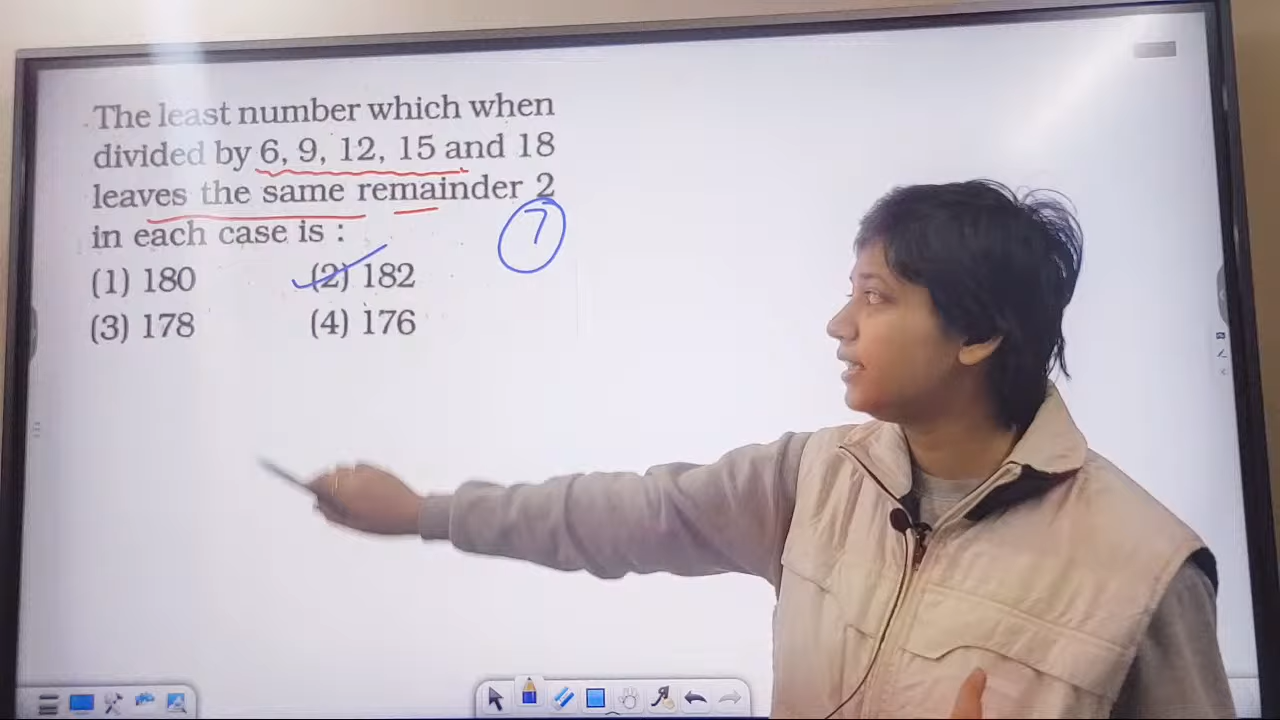 The least number which when
divided by 6, 9, 12, 15 and 18
leaves the same remainder 2
in each case is :
7
(1) 180 (2) 182
(3) 178 (4) 176